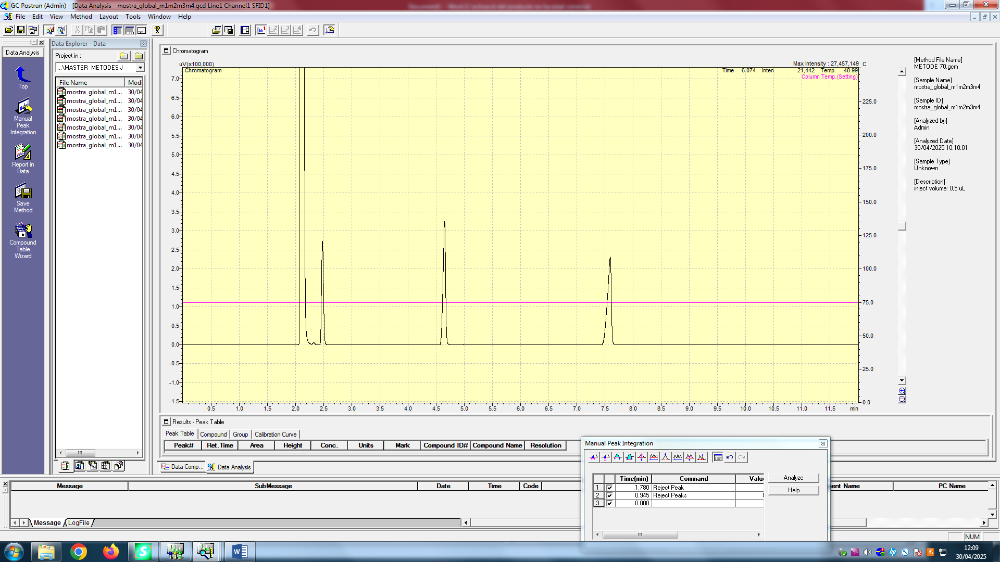 GC Postrun (Admin) - [Data Analysis - mostra_global_m1m2m3m4.gcd Line1 Channel1 SFID1]
File Edit View Method Layout Tools Window Help
Data Analysis
Top
Manual
Peak
Integration
Report in
Data
Save
Method
Compound
Table
Wizard
Data Explorer - Data
Project in :
...\MASTER METODES J
File Name Modi
mostra_global_m1... 30/04
mostra_global_m1... 30/04
mostra_global_m1... 30/04
mostra_global_m1... 30/04
mostra_global_m1... 30/04
mostra_global_m1... 30/04
mostra_global_m1... 30/04
Chromatogram
uV(x100,000)
Chromatogram
Max Intensity : 27,457,149 C
Time 6.074 Inten. 21,442 Temp. 48.99
Column Temp.(Setting)
7.0
6.5
6.0
5.5
5.0
4.5
4.0
3.5
3.0
2.5
2.0
1.5
1.0
0.5
0.0
-0.5
-1.0
-1.5
225.0
200.0
175.0
150.0
125.0
100.0
75.0
50.0
25.0
0.0
0.5 1.0 1.5 2.0 2.5 3.0 3.5 4.0 4.5 5.0 5.5 6.0 6.5 7.0 7.5 8.0 8.5 9.0 9.5 10.0 10.5 11.0 11.5 min
[Method File Name]
METODE 70.gcm
[Sample Name]
mostra_global_m1m2m3m4
[Sample ID]
mostra_global_m1m2m3m4
[Analyzed by]
Admin
[Analyzed Date]
30/04/2025 10:10:01
[Sample Type]
Unknown
[Description]
inject volume: 0,5 uL
Results - Peak Table
Peak Table Compound Group Calibration Curve
Peak# Ret.Time Area Height Conc. Units Mark Compound ID# Compound Name Resolution
Data Comp... Data Analysis
Manual Peak Integration
Time(min) Command Valu
1 1.780 Reject Peak
2 0.945 Reject Peaks
3 0.000
Analyze
Help
Message SubMessage Date Time Code ent Name PC Name
Message LogFile
NUM
12:09
30/04/2025